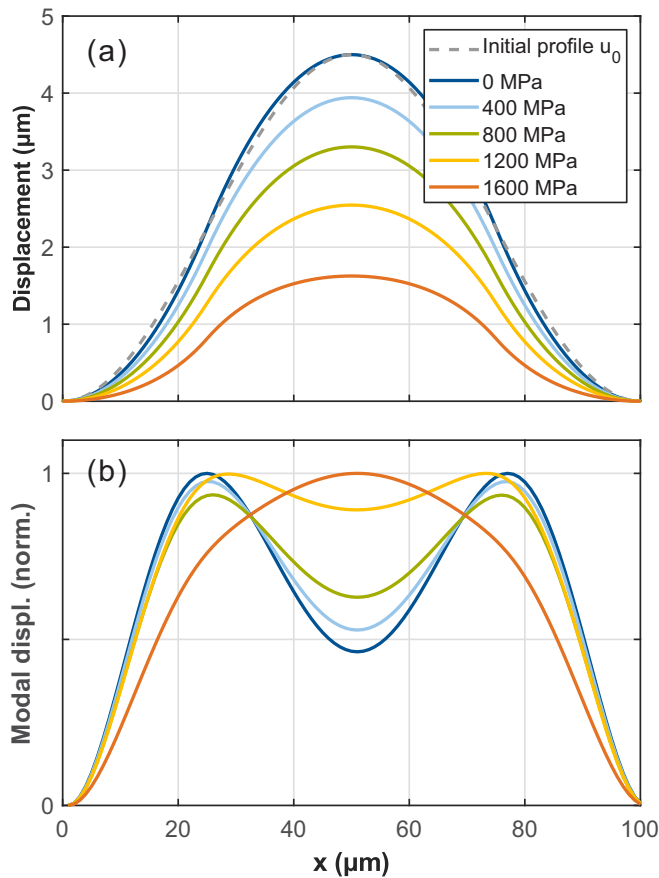 (a)
Initial profile u0
0 MPa
400 MPa
800 MPa
1200 MPa
1600 MPa
Displacement (µm)
5
4
3
2
1
0
(b)
Modal displ. (norm.)
1
0
0
20
40
60
80
100
x (µm)